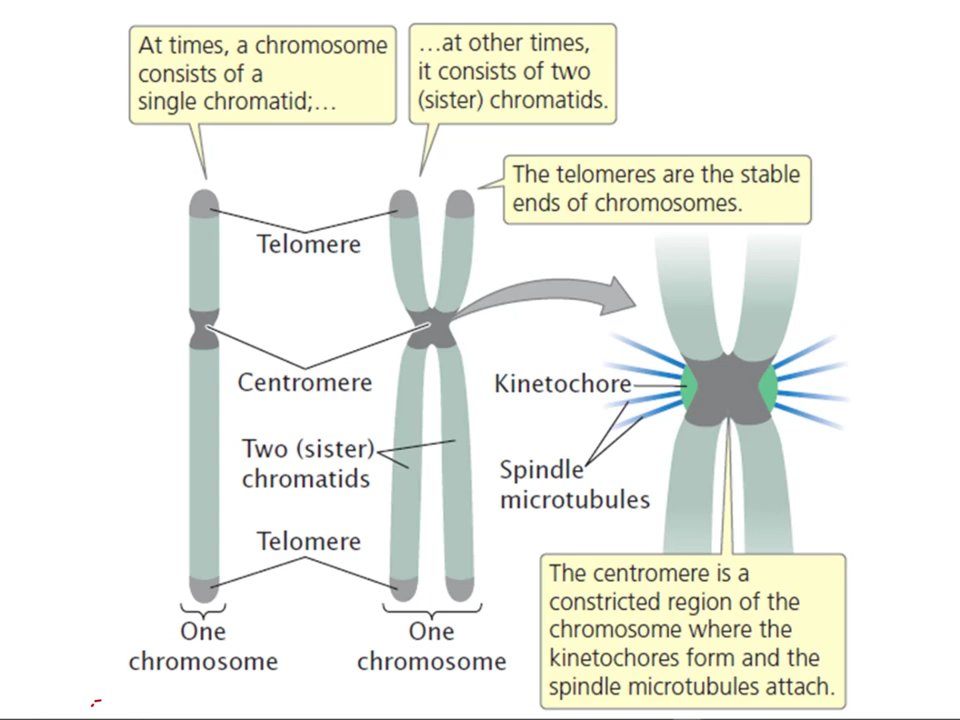 At times, a chromosome
consists of a
single chromatid;…
…at other times,
it consists of two
(sister) chromatids.
The telomeres are the stable
ends of chromosomes.
Telomere
Centromere
Kinetochore
Two (sister)
chromatids
Spindle
microtubules
Telomere
One
chromosome
One
chromosome
The centromere is a
constricted region of the
chromosome where the
kinetochores form and the
spindle microtubules attach.